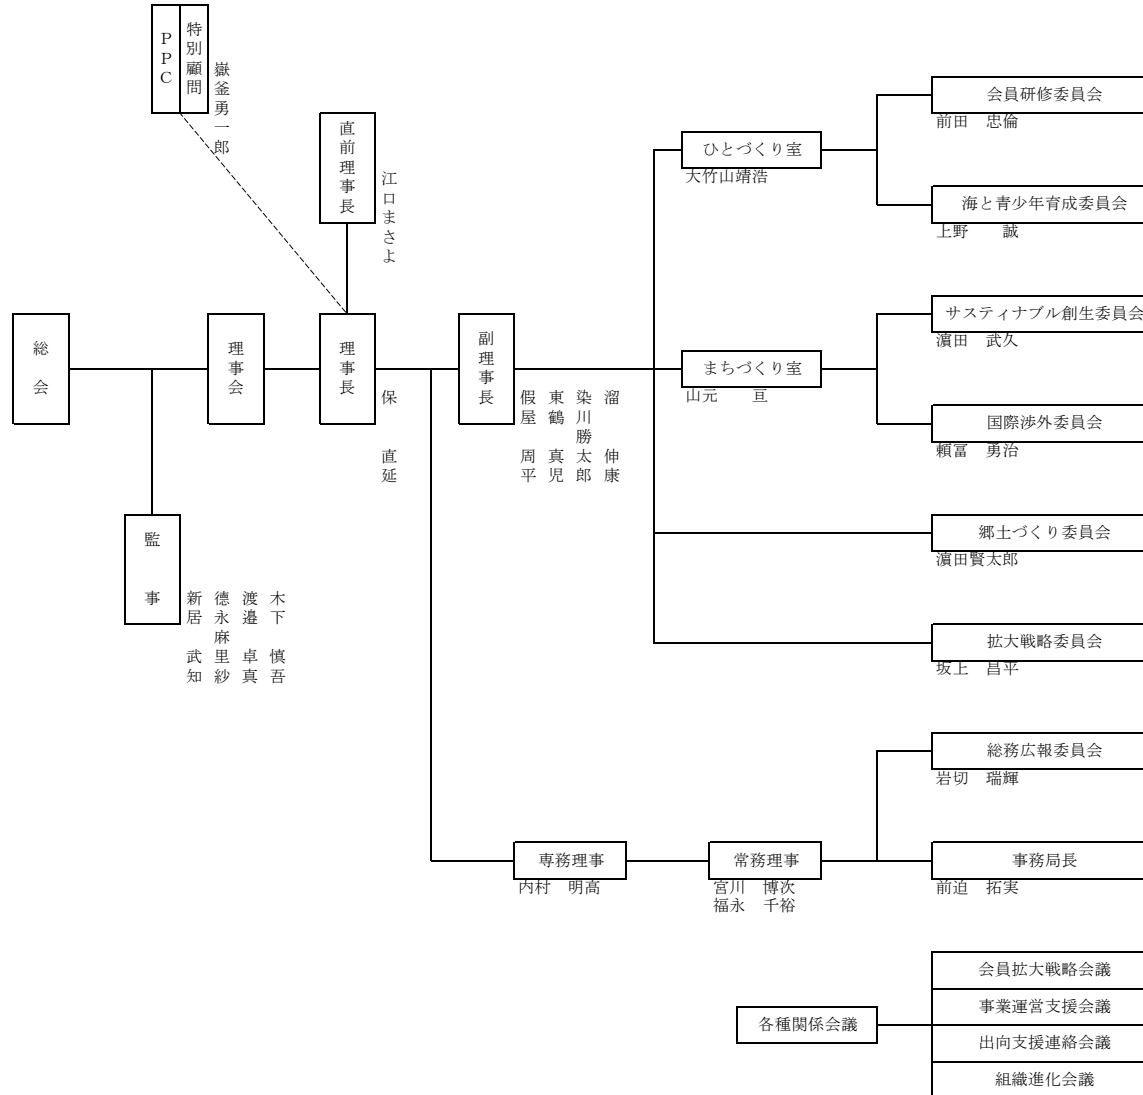 特別顧問
PPC
嶽釜勇一郎
直前理事長
江口まさよ
総会
理事会
理事長
保　直延
副理事長
溜　伸康
染川勝太郎
東鶴　真児
假屋　周平
監事
木下　慎吾
渡邉　卓真
德永麻里紗
新居　武知
ひとづくり室
大竹山靖浩
会員研修委員会
前田　忠倫
海と青少年育成委員会
上野　誠
まちづくり室
山元　亘
サスティナブル創生委員会
濵田　武久
国際渉外委員会
頼冨　勇治
郷土づくり委員会
濵田賢太郎
拡大戦略委員会
坂上　昌平
総務広報委員会
岩切　瑞輝
専務理事
内村　明高
常務理事
宮川　博次
福永　千裕
事務局長
前迫　拓実
各種関係会議
会員拡大戦略会議
事業運営支援会議
出向支援連絡会議
組織進化会議